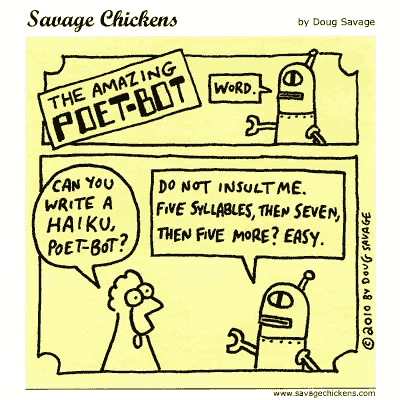 Savage Chickens
by Doug Savage
THE AMAZING
POET-BOT
WORD.
CAN YOU
WRITE A
HAIKU,
POET-BOT?
DO NOT INSULT ME.
FIVE SYLLABLES, THEN SEVEN,
THEN FIVE MORE? EASY.
© 2010 BY DOUG SAVAGE
www.savagechickens.com